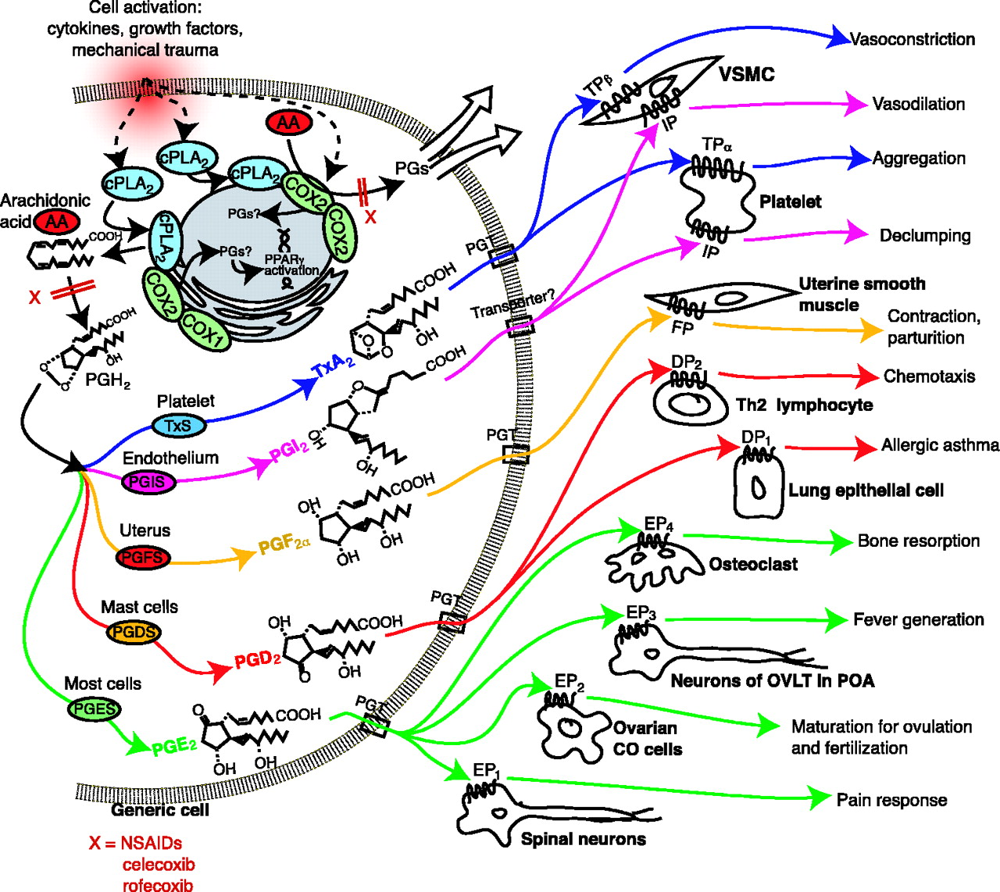 Cell activation:
cytokines, growth factors,
mechanical trauma
AA
cPLA2
cPLA2
cPLA2
cPLA2
COX2
COX2
COX2
COX1
PGs
X
PGs?
PGs?
PPARγ
activation
Arachidonic
acid AA
COOH
X
COOH
OH
O
O
PGH2
Platelet
TxS
TxA2
COOH
OH
O
O
Endothelium
PGIS
PGI2
COOH
O
OH
OH
Uterus
PGFS
PGF2α
COOH
OH
OH
OH
Mast cells
PGDS
PGD2
COOH
OH
O
OH
Most cells
PGES
PGE2
COOH
O
OH
OH
PGT
Transporter?
PGT
PGT
PGT
Generic cell
X = NSAIDs
celecoxib
rofecoxib
TPβ
VSMC
IP
Vasoconstriction
Vasodilation
TPα
Platelet
IP
Aggregation
Declumping
Uterine smooth
muscle
FP
Contraction,
parturition
DP2
Th2 lymphocyte
Chemotaxis
DP1
Lung epithelial cell
Allergic asthma
EP4
Osteoclast
Bone resorption
EP3
Neurons of OVLT in POA
Fever generation
EP2
Ovarian
CO cells
Maturation for ovulation
and fertilization
EP1
Spinal neurons
Pain response